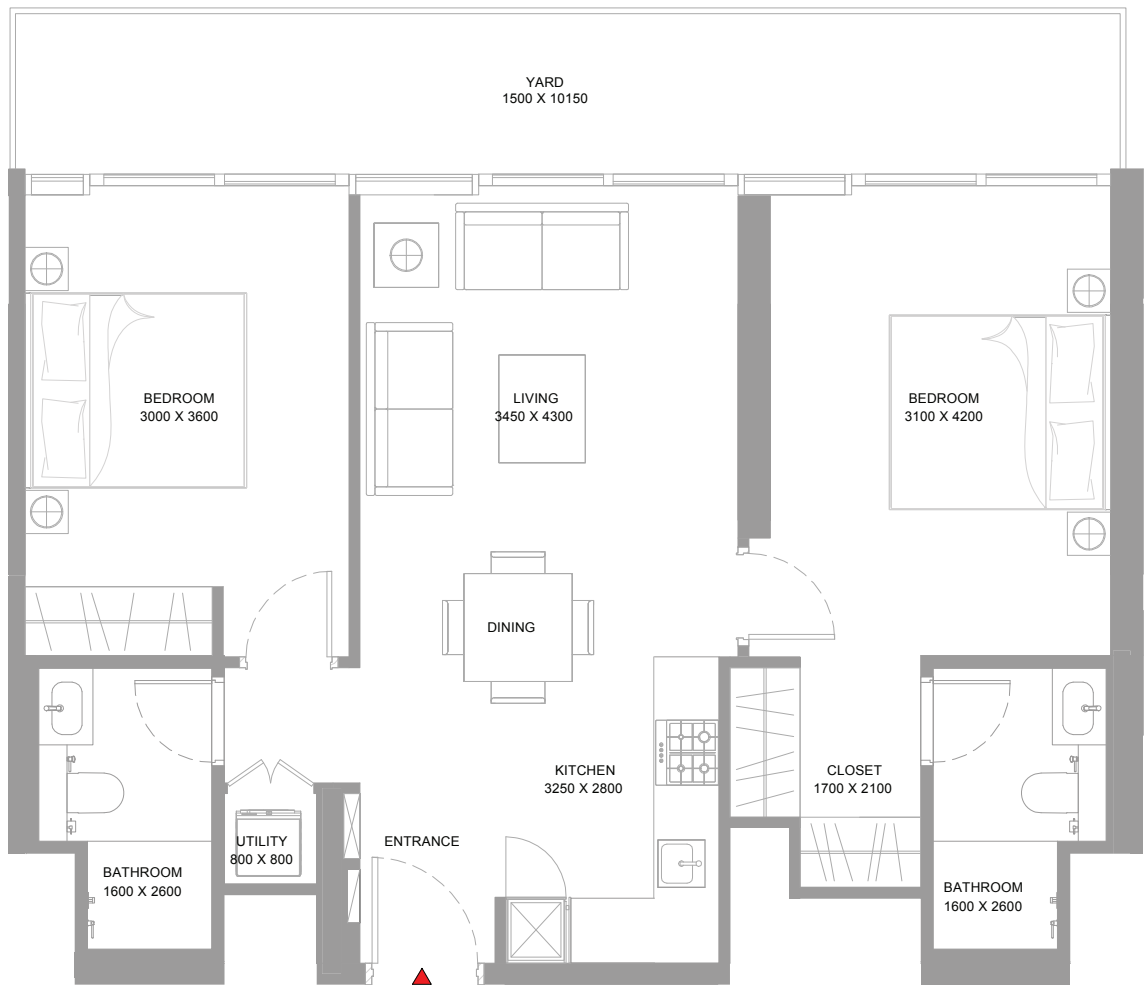 YARD
1500 X 10150
BEDROOM
3000 X 3600
LIVING
3450 X 4300
BEDROOM
3100 X 4200
DINING
KITCHEN
3250 X 2800
CLOSET
1700 X 2100
ENTRANCE
UTILITY
800 X 800
BATHROOM
1600 X 2600
BATHROOM
1600 X 2600